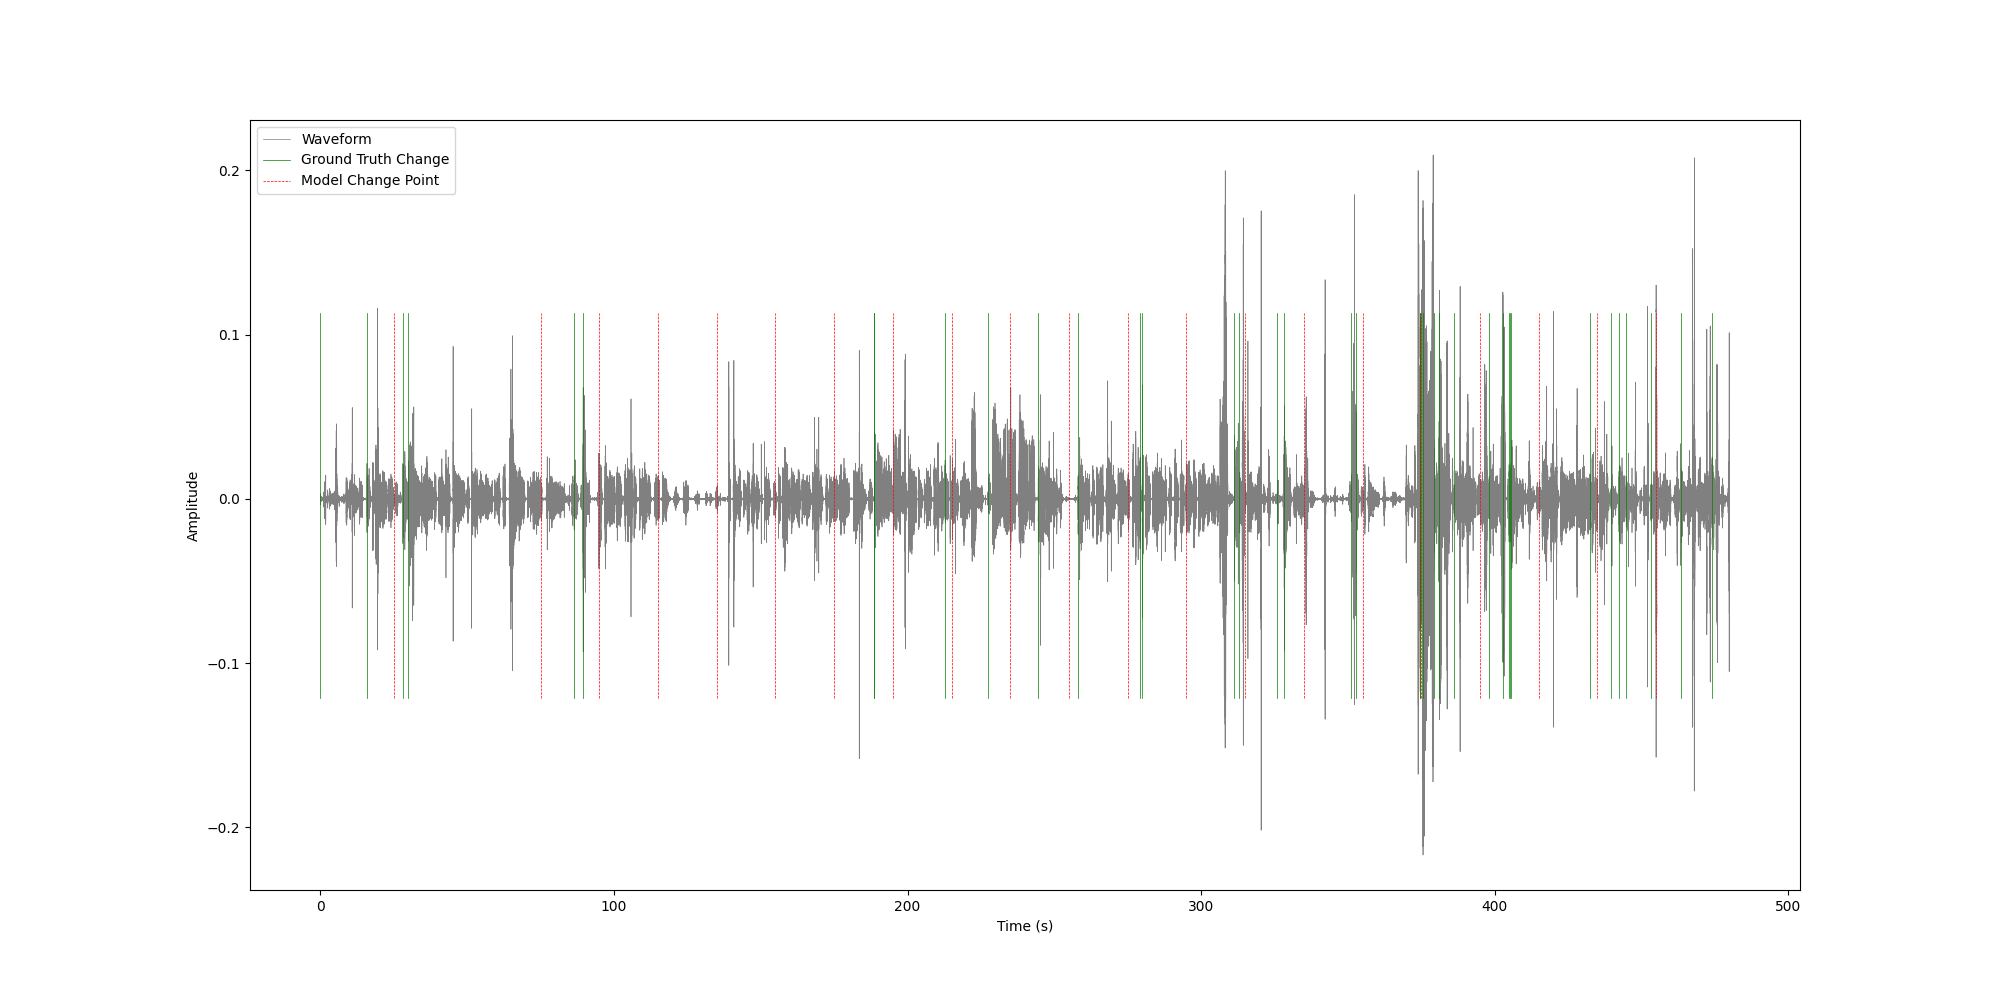 Waveform
Ground Truth Change
Model Change Point
0.2
0.1
0.0
−0.1
−0.2
Amplitude
0 100 200 300 400 500
Time (s)